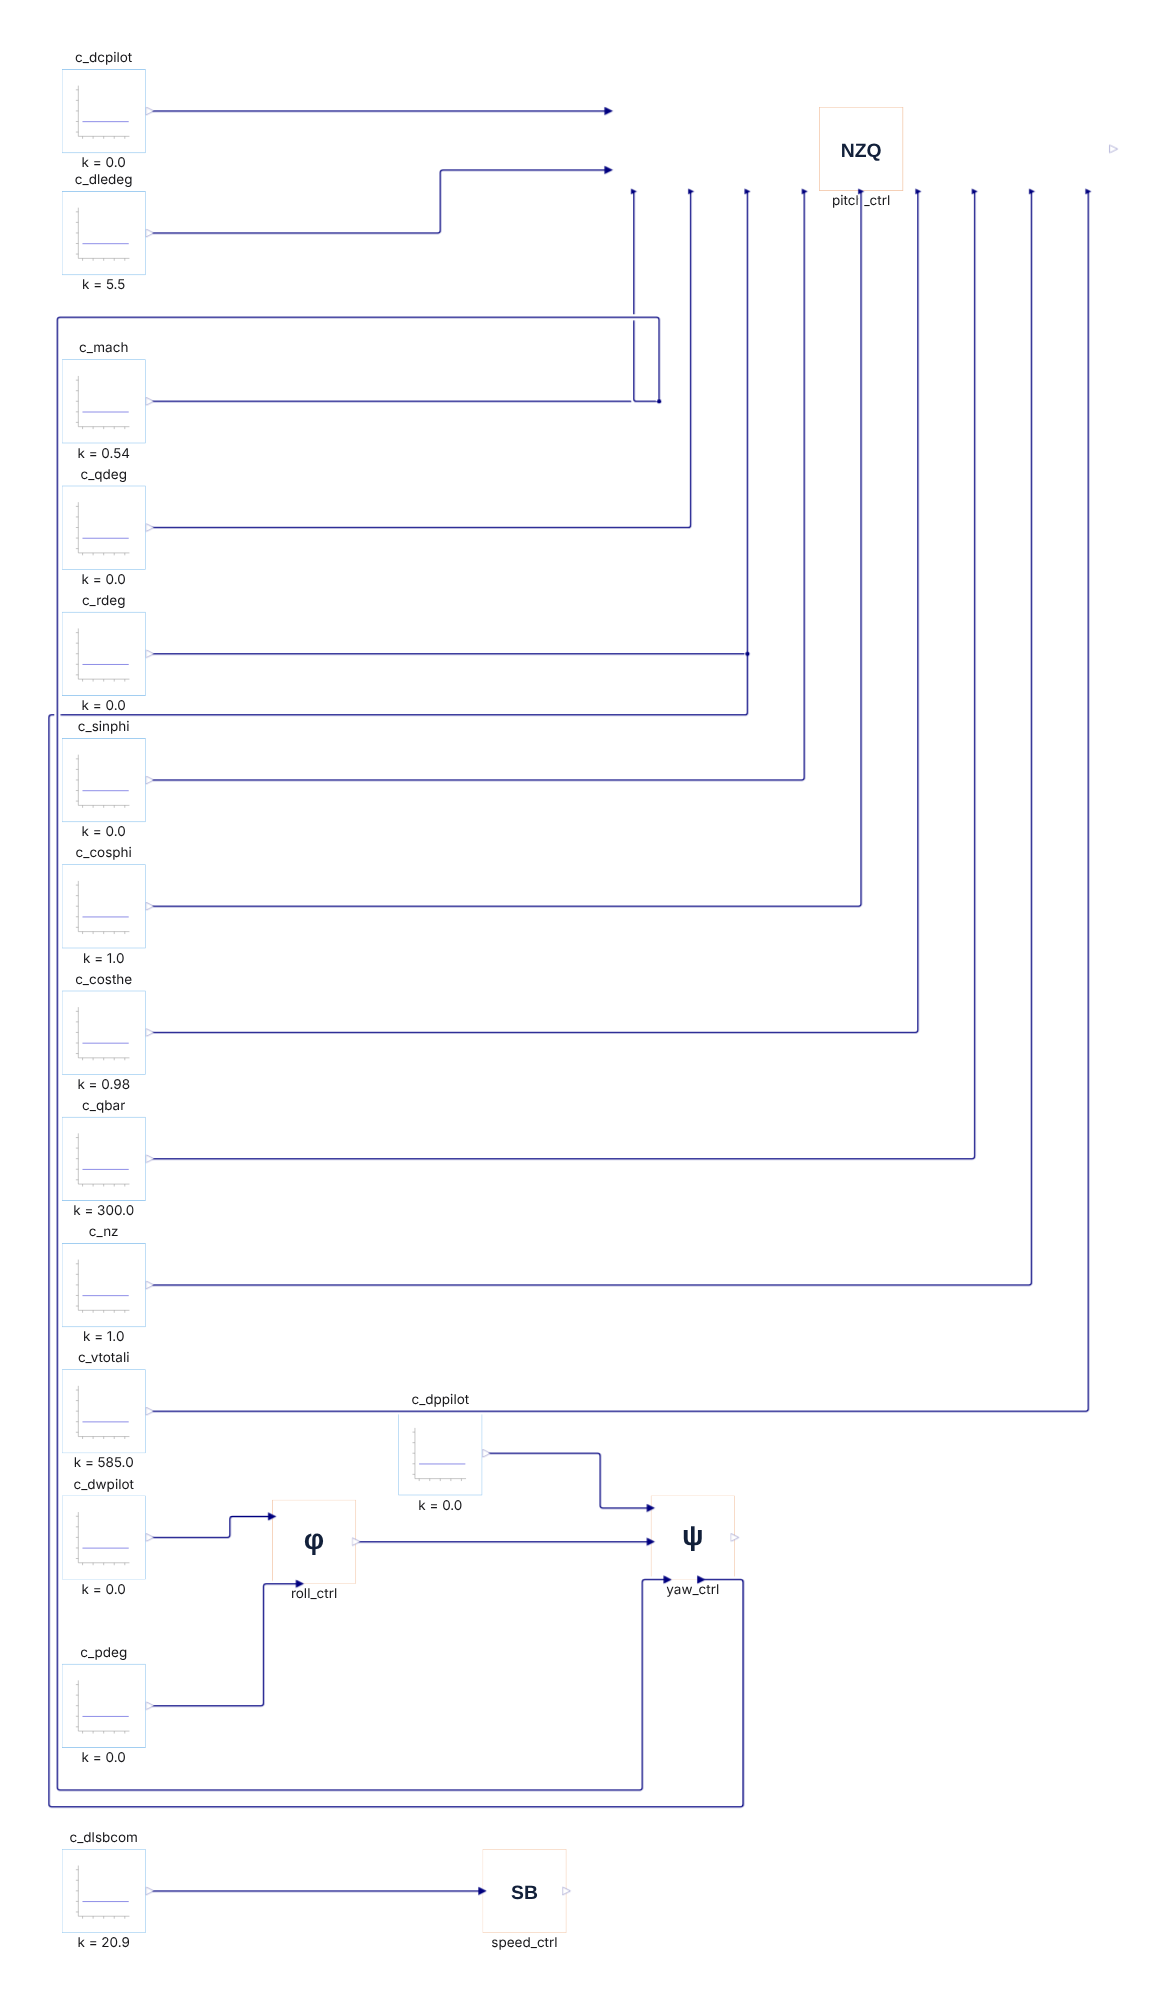 c_dcpilot
k = 0.0
NZQ
pitch_ctrl
c_dledeg
k = 5.5
c_mach
k = 0.54
c_qdeg
k = 0.0
c_rdeg
k = 0.0
c_sinphi
k = 0.0
c_cosphi
k = 1.0
c_costhe
k = 0.98
c_qbar
k = 300.0
c_nz
k = 1.0
c_vtotali
k = 585.0
c_dppilot
k = 0.0
c_dwpilot
k = 0.0
φ
roll_ctrl
ψ
yaw_ctrl
c_pdeg
k = 0.0
c_dlsbcom
k = 20.9
SB
speed_ctrl